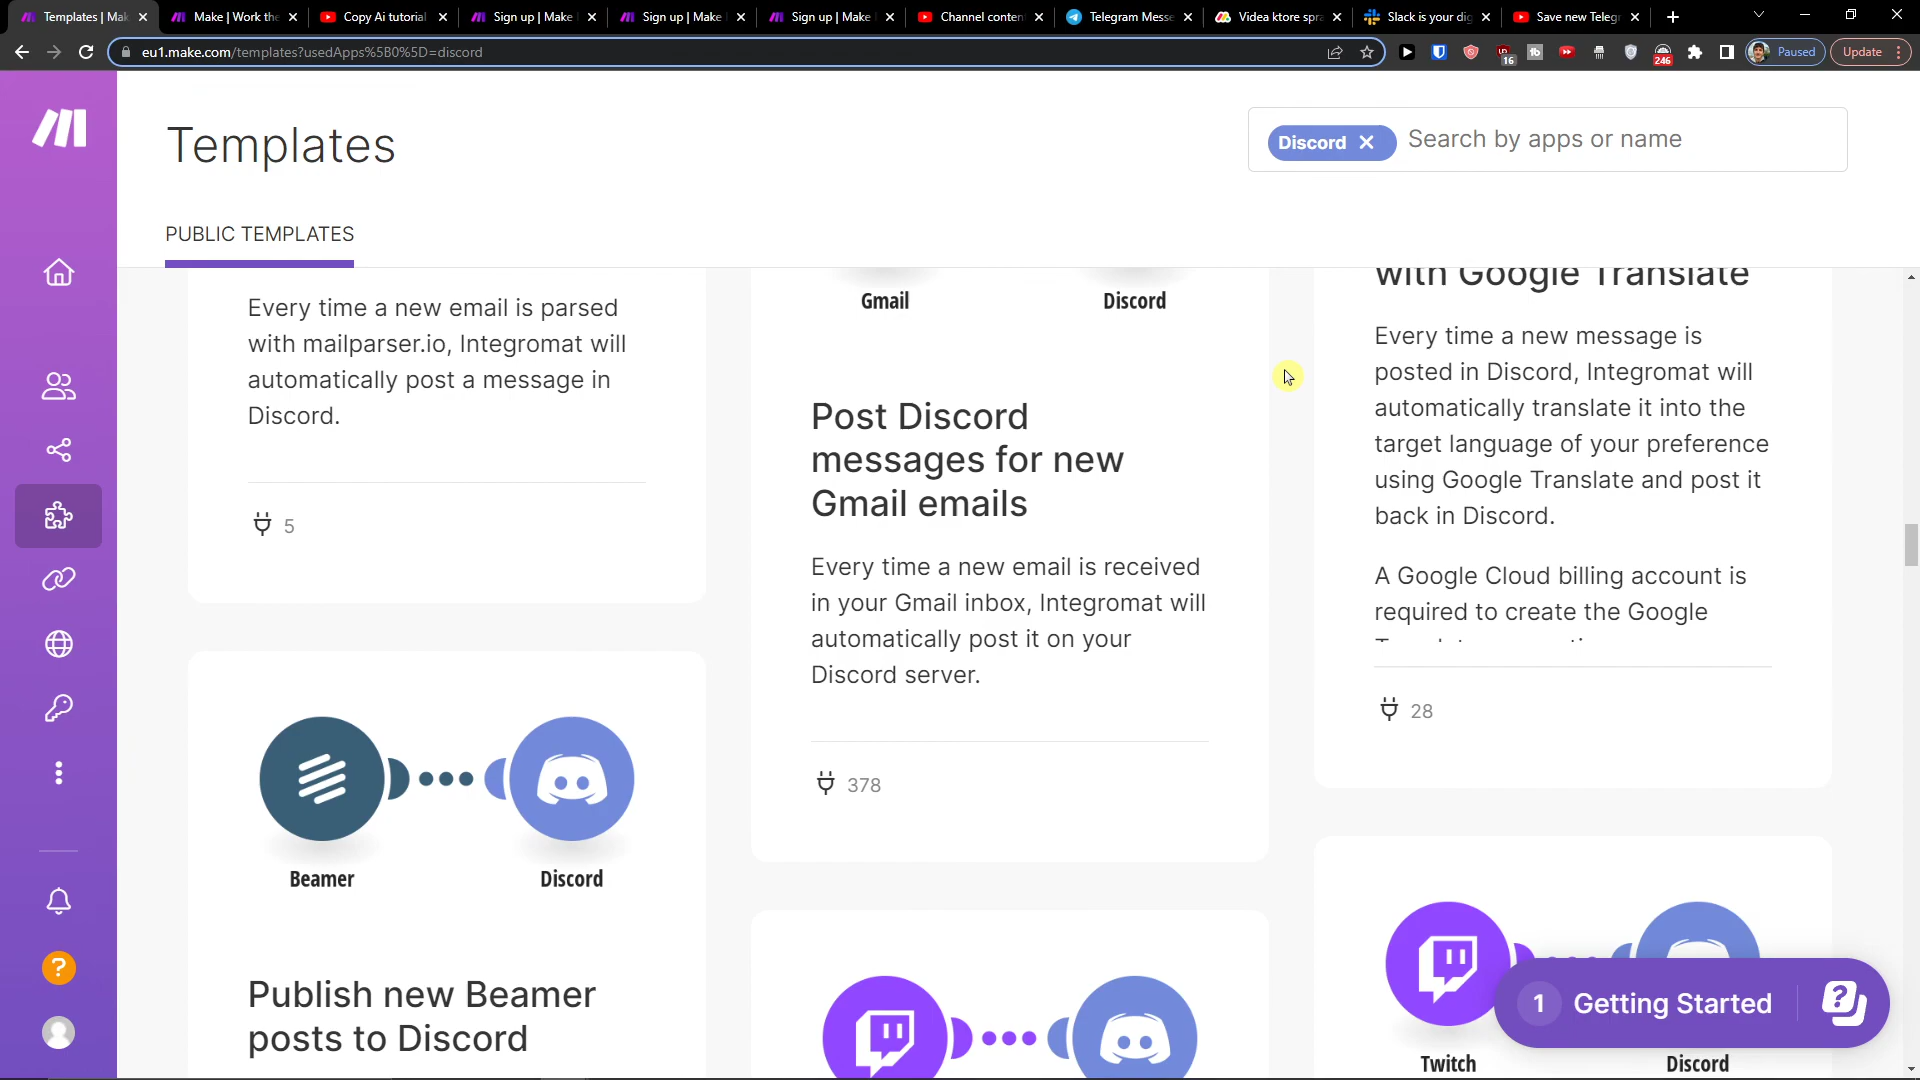 Templates | Mak
Make | Work the
Copy Ai tutorial
Sign up | Make
Sign up | Make
Sign up | Make
Channel conten
Telegram Messe
Videa ktore spra
Slack is your dig
Save new Telegr
eu1.make.com/templates?usedApps%5B0%5D=discord
16
246
Paused
Update
Templates
Discord
Search by apps or name
PUBLIC TEMPLATES
Every time a new email is parsed
with mailparser.io, Integromat will
automatically post a message in
Discord.
5
Beamer
Discord
Publish new Beamer
posts to Discord
Gmail
Discord
Post Discord
messages for new
Gmail emails
Every time a new email is received
in your Gmail inbox, Integromat will
automatically post it on your
Discord server.
378
with Google Translate
Every time a new message is
posted in Discord, Integromat will
automatically translate it into the
target language of your preference
using Google Translate and post it
back in Discord.
A Google Cloud billing account is
required to create the Google
28
Twitch
Discord
1 Getting Started